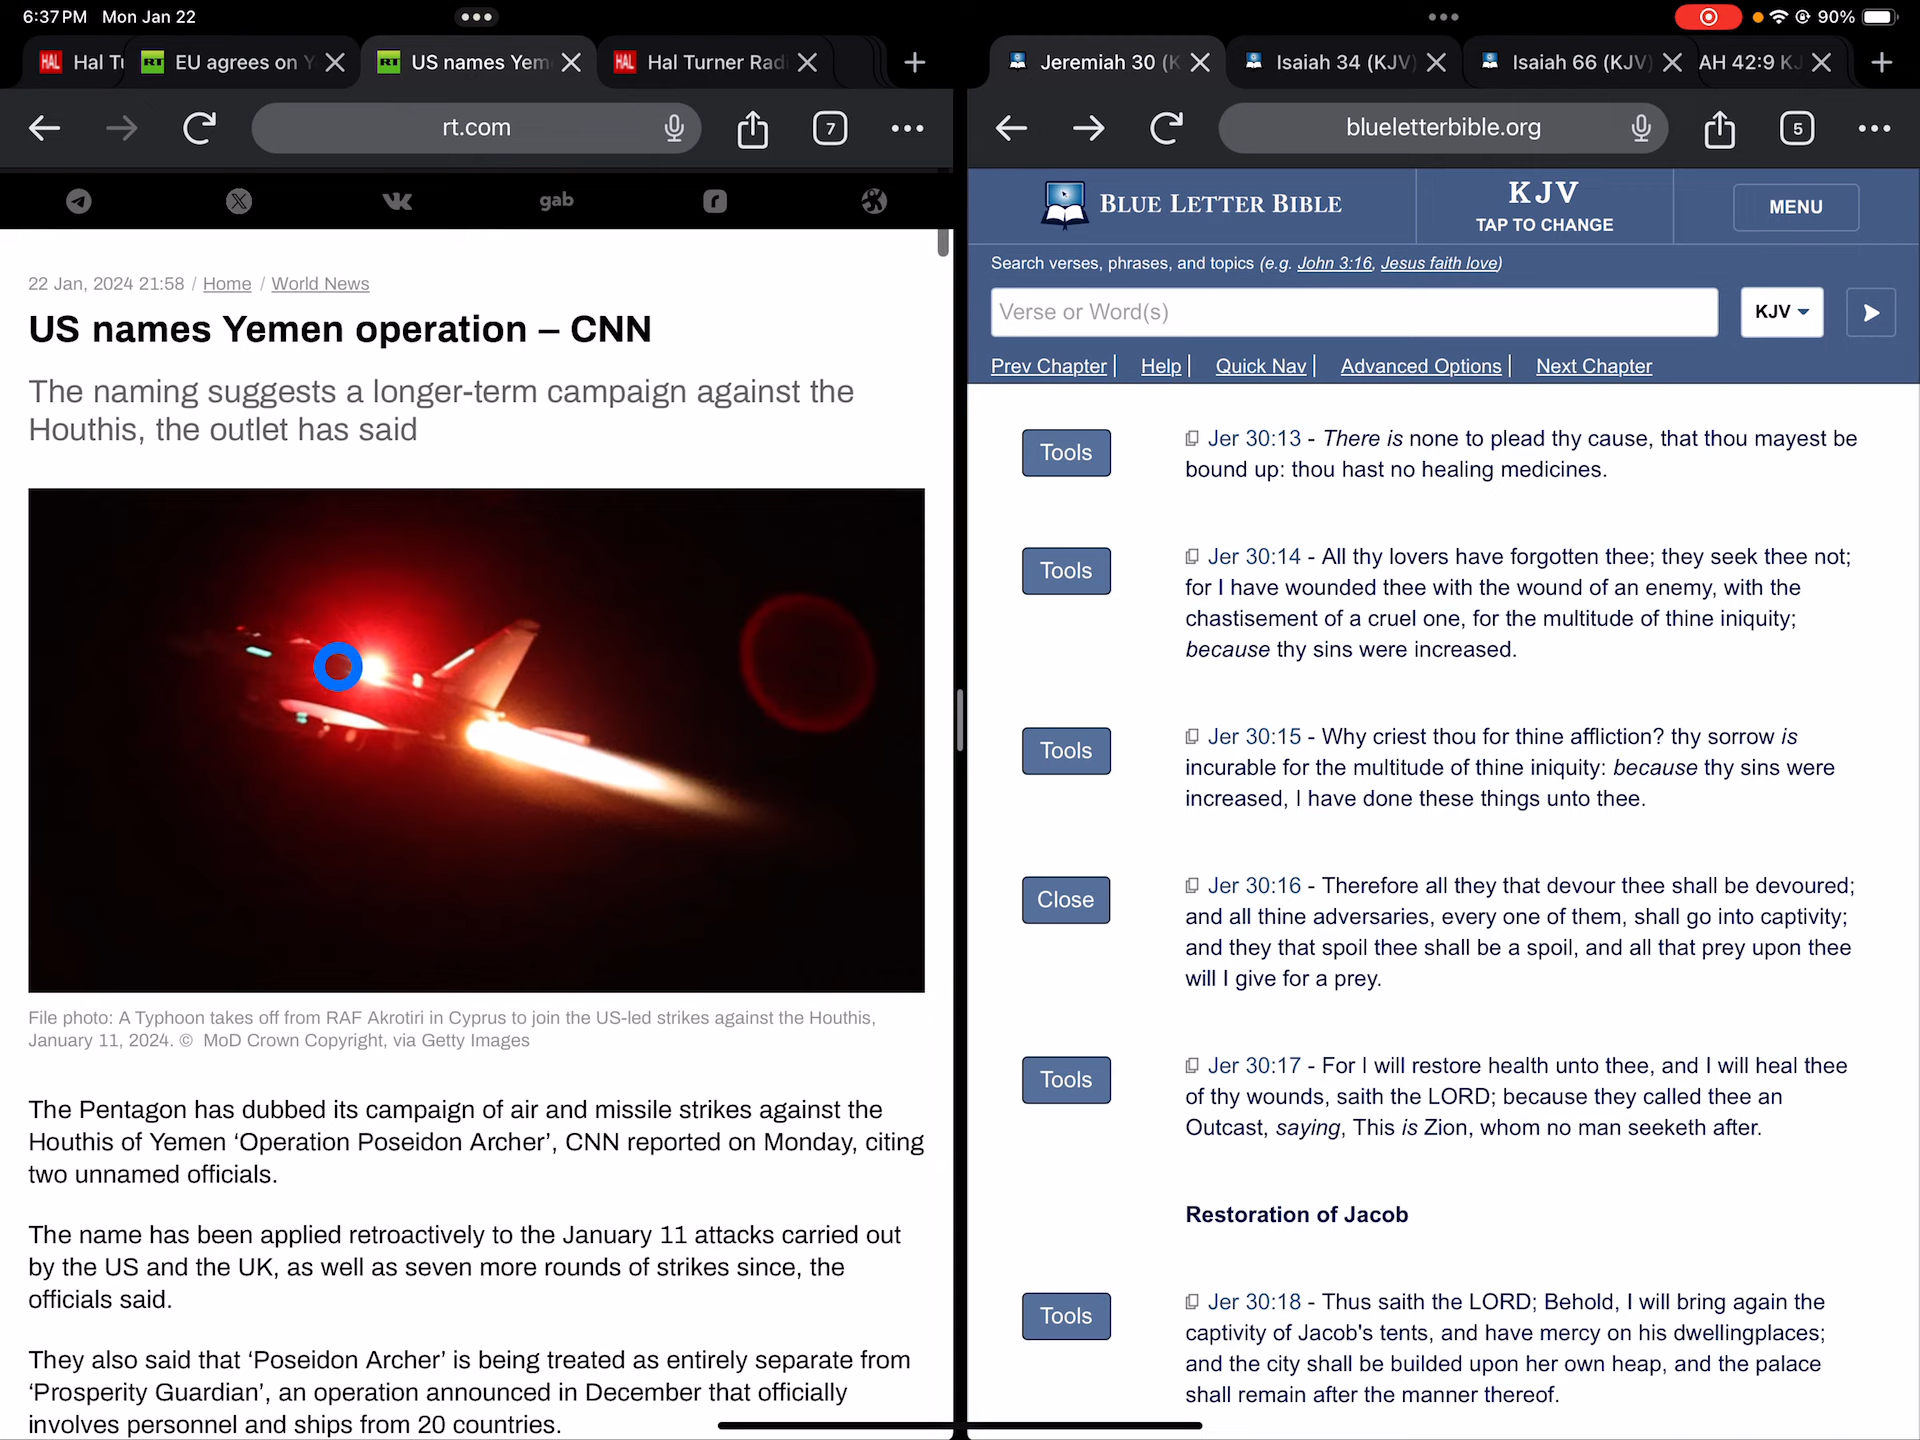 6:37 PM Mon Jan 22
90%
HAL Hal Tu
RT EU agrees on Y
RT US names Yem
HAL Hal Turner Rad
Jeremiah 30 (K
Isaiah 34 (KJV)
Isaiah 66 (KJV)
AH 42:9 KJ
rt.com
7
blueletterbible.org
5
gab
22 Jan, 2024 21:58 / Home / World News
US names Yemen operation – CNN
The naming suggests a longer-term campaign against the
Houthis, the outlet has said
File photo: A Typhoon takes off from RAF Akrotiri in Cyprus to join the US-led strikes against the Houthis,
January 11, 2024. © MoD Crown Copyright, via Getty Images
The Pentagon has dubbed its campaign of air and missile strikes against the
Houthis of Yemen ‘Operation Poseidon Archer’, CNN reported on Monday, citing
two unnamed officials.
The name has been applied retroactively to the January 11 attacks carried out
by the US and the UK, as well as seven more rounds of strikes since, the
officials said.
They also said that ‘Poseidon Archer’ is being treated as entirely separate from
‘Prosperity Guardian’, an operation announced in December that officially
involves personnel and ships from 20 countries.
BLUE LETTER BIBLE
KJV
TAP TO CHANGE
MENU
Search verses, phrases, and topics (e.g. John 3:16, Jesus faith love)
Verse or Word(s)
KJV
Prev Chapter | Help | Quick Nav | Advanced Options | Next Chapter
Tools
Jer 30:13 - There is none to plead thy cause, that thou mayest be
bound up: thou hast no healing medicines.
Tools
Jer 30:14 - All thy lovers have forgotten thee; they seek thee not;
for I have wounded thee with the wound of an enemy, with the
chastisement of a cruel one, for the multitude of thine iniquity;
because thy sins were increased.
Tools
Jer 30:15 - Why criest thou for thine affliction? thy sorrow is
incurable for the multitude of thine iniquity: because thy sins were
increased, I have done these things unto thee.
Close
Jer 30:16 - Therefore all they that devour thee shall be devoured;
and all thine adversaries, every one of them, shall go into captivity;
and they that spoil thee shall be a spoil, and all that prey upon thee
will I give for a prey.
Tools
Jer 30:17 - For I will restore health unto thee, and I will heal thee
of thy wounds, saith the LORD; because they called thee an
Outcast, saying, This is Zion, whom no man seeketh after.
Restoration of Jacob
Tools
Jer 30:18 - Thus saith the LORD; Behold, I will bring again the
captivity of Jacob's tents, and have mercy on his dwellingplaces;
and the city shall be builded upon her own heap, and the palace
shall remain after the manner thereof.